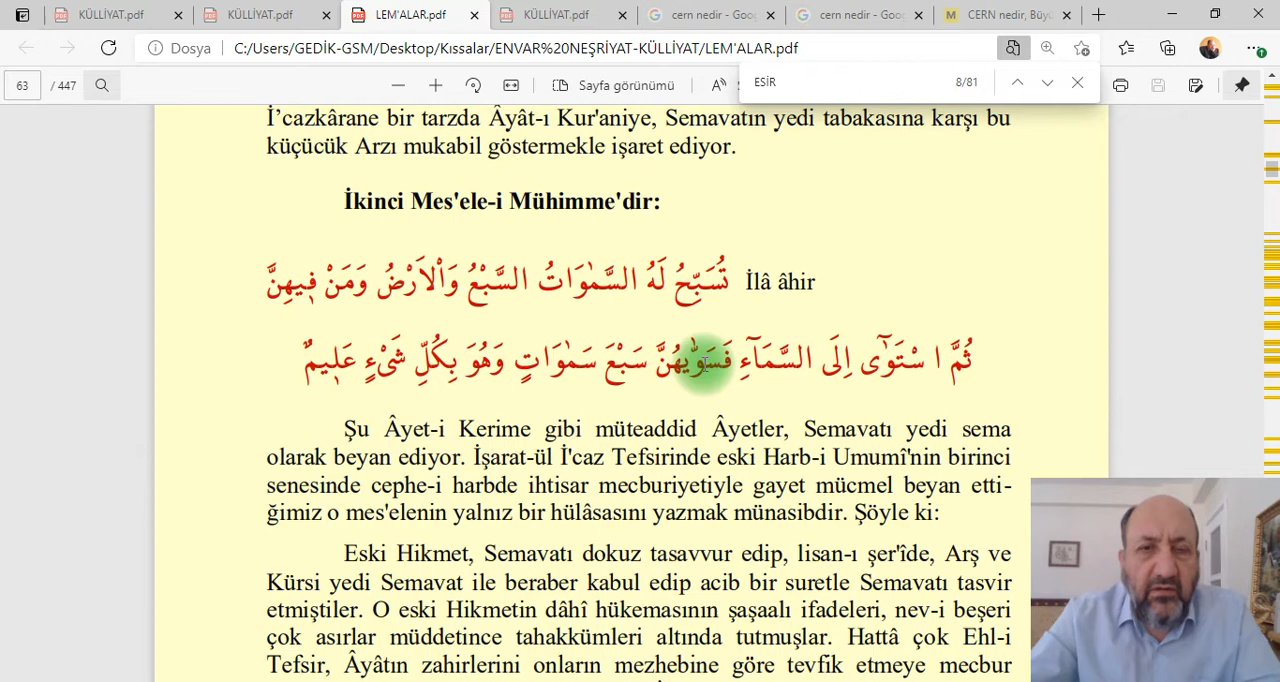 KÜLLİYAT.pdf
KÜLLİYAT.pdf
LEM'ALAR.pdf
KÜLLİYAT.pdf
cern nedir - Goog
cern nedir - Goog
M CERN nedir, Büyü
Dosya C:/Users/GEDİK-GSM/Desktop/Kıssalar/ENVAR%20NEŞRİYAT-KÜLLİYAT/LEM'ALAR.pdf
63 / 447
Sayfa görünümü
ESİR 8/81
İ’cazkârane bir tarzda Âyât-ı Kur'aniye, Semavatın yedi tabakasına karşı bu
küçücük Arzı mukabil göstermekle işaret ediyor.
İkinci Mes'ele-i Mühimme'dir:
تُسَبِّحُ لَهُ السَّمٰوَاتُ السَّبْعُ وَاْلاَرْضُ وَمَنْ فِيهِنَّ İlâ âhir
ثُمَّ ا سْتَوٰٓى اِلَى السَّمَٓاءِ فَسَوّٰيهُنَّ سَبْعَ سَمٰوَاتٍ وَهُوَ بِكُلِّ شَىْءٍ عَلِيمٌ
Şu Âyet-i Kerime gibi müteaddid Âyetler, Semavatı yedi sema
olarak beyan ediyor. İşarat-ül İ'caz Tefsirinde eski Harb-i Umumî'nin birinci
senesinde cephe-i harbde ihtisar mecburiyetiyle gayet mücmel beyan etti-
ğimiz o mes'elenin yalnız bir hülâsasını yazmak münasibdir. Şöyle ki:
Eski Hikmet, Semavatı dokuz tasavvur edip, lisan-ı şer'îde, Arş ve
Kürsi yedi Semavat ile beraber kabul edip acib bir suretle Semavatı tasvir
etmiştiler. O eski Hikmetin dâhî hükemasının şaşaalı ifadeleri, nev-i beşeri
çok asırlar müddetince tahakkümleri altında tutmuşlar. Hattâ çok Ehl-i
Tefsir, Âyâtın zahirlerini onların mezhebine göre tevfik etmeye mecbur